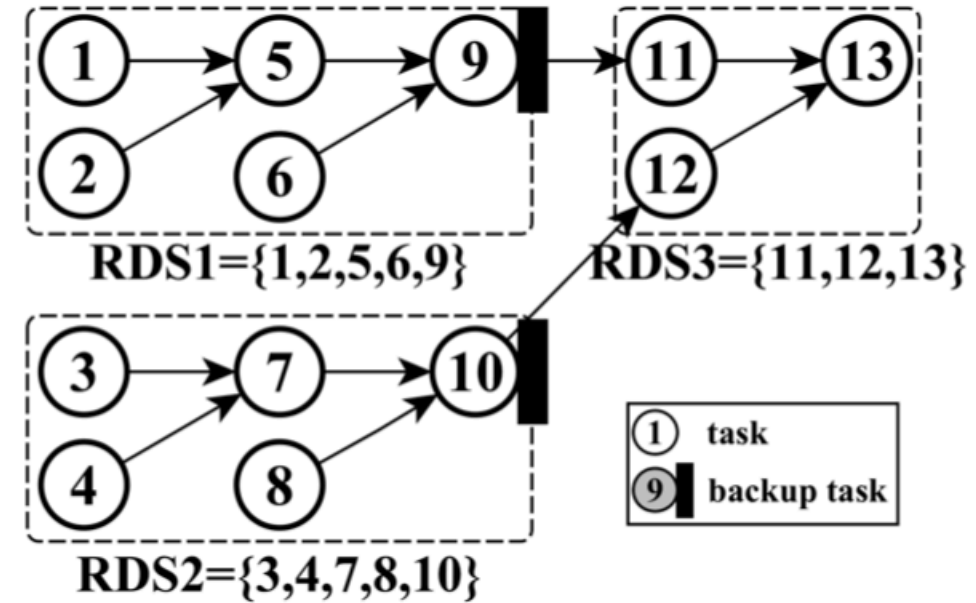 1 5 9 11 13
2 6 12
RDS1={1,2,5,6,9} RDS3={11,12,13}
3 7 10
4 8
1 task
9 backup task
RDS2={3,4,7,8,10}